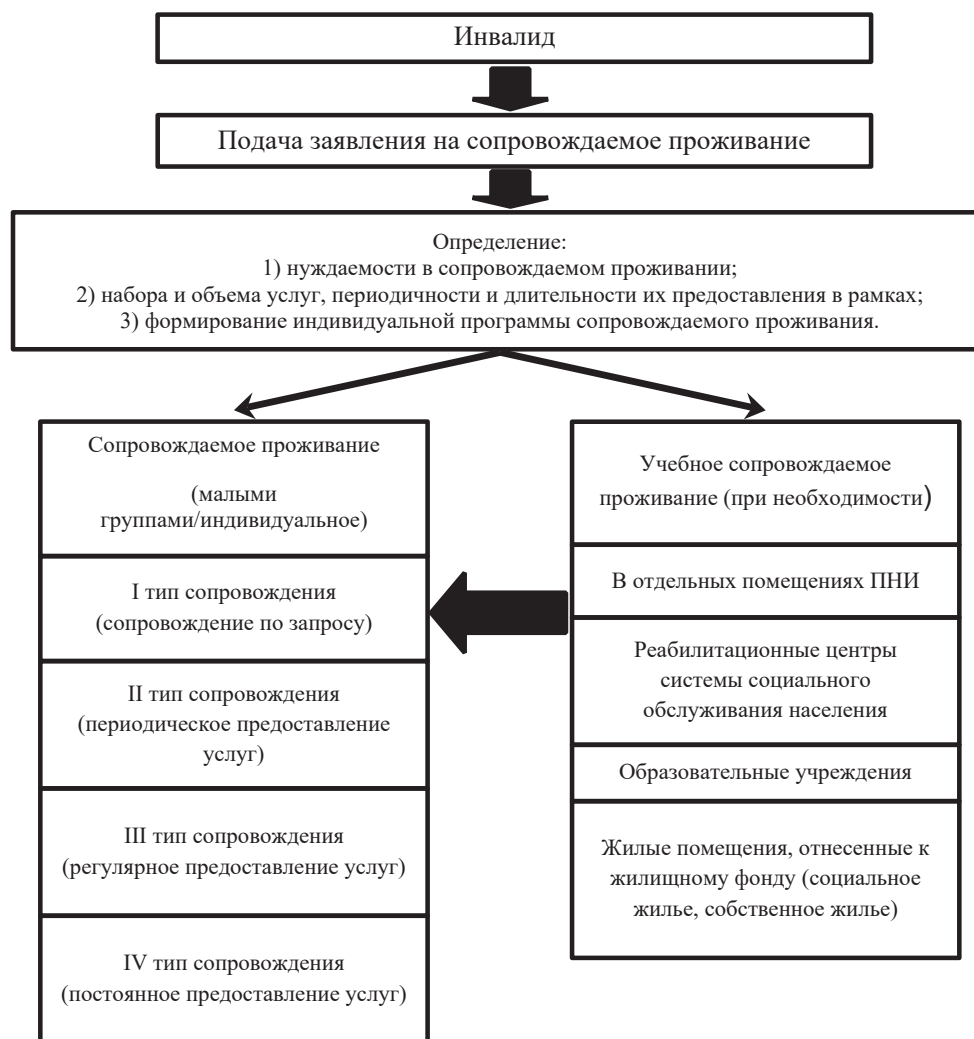 Инвалид
Подача заявления на сопровождаемое проживание
Определение:
1) нуждаемости в сопровождаемом проживании;
2) набора и объема услуг, периодичности и длительности их предоставления в рамках;
3) формирование индивидуальной программы сопровождаемого проживания.
Сопровождаемое проживание
(малыми
группами/индивидуальное)
I тип сопровождения
(сопровождение по запросу)
II тип сопровождения
(периодическое предоставление
услуг)
III тип сопровождения
(регулярное предоставление услуг)
IV тип сопровождения
(постоянное предоставление услуг)
Учебное сопровождаемое
проживание (при необходимости)
В отдельных помещениях ПНИ
Реабилитационные центры
системы социального
обслуживания населения
Образовательные учреждения
Жилые помещения, отнесенные к
жилищному фонду (социальное
жилье, собственное жилье)